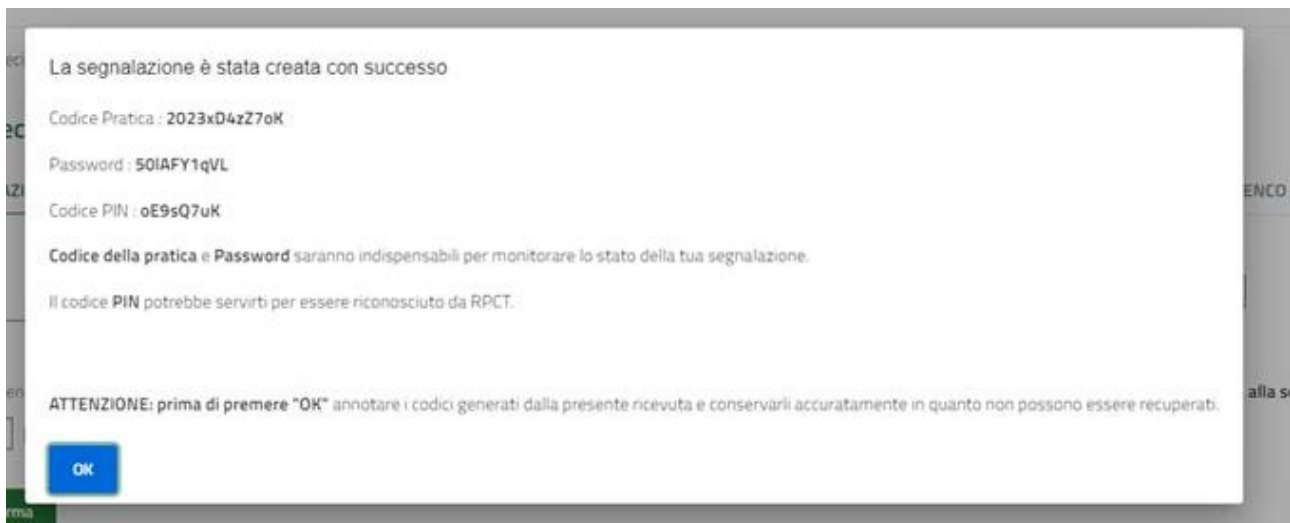 La segnalazione è stata creata con successo
Codice Pratica : 2023xD4zZ7oK
Password : 50IAFY1qVL
Codice PIN : oE9sQ7uK
ENCO
Codice della pratica e Password saranno indispensabili per monitorare lo stato della tua segnalazione.
Il codice PIN potrebbe servirti per essere riconosciuto da RPCT.
ATTENZIONE: prima di premere "OK" annotare i codici generati dalla presente ricevuta e conservarli accuratamente in quanto non possono essere recuperati.
alla s
OK
rma